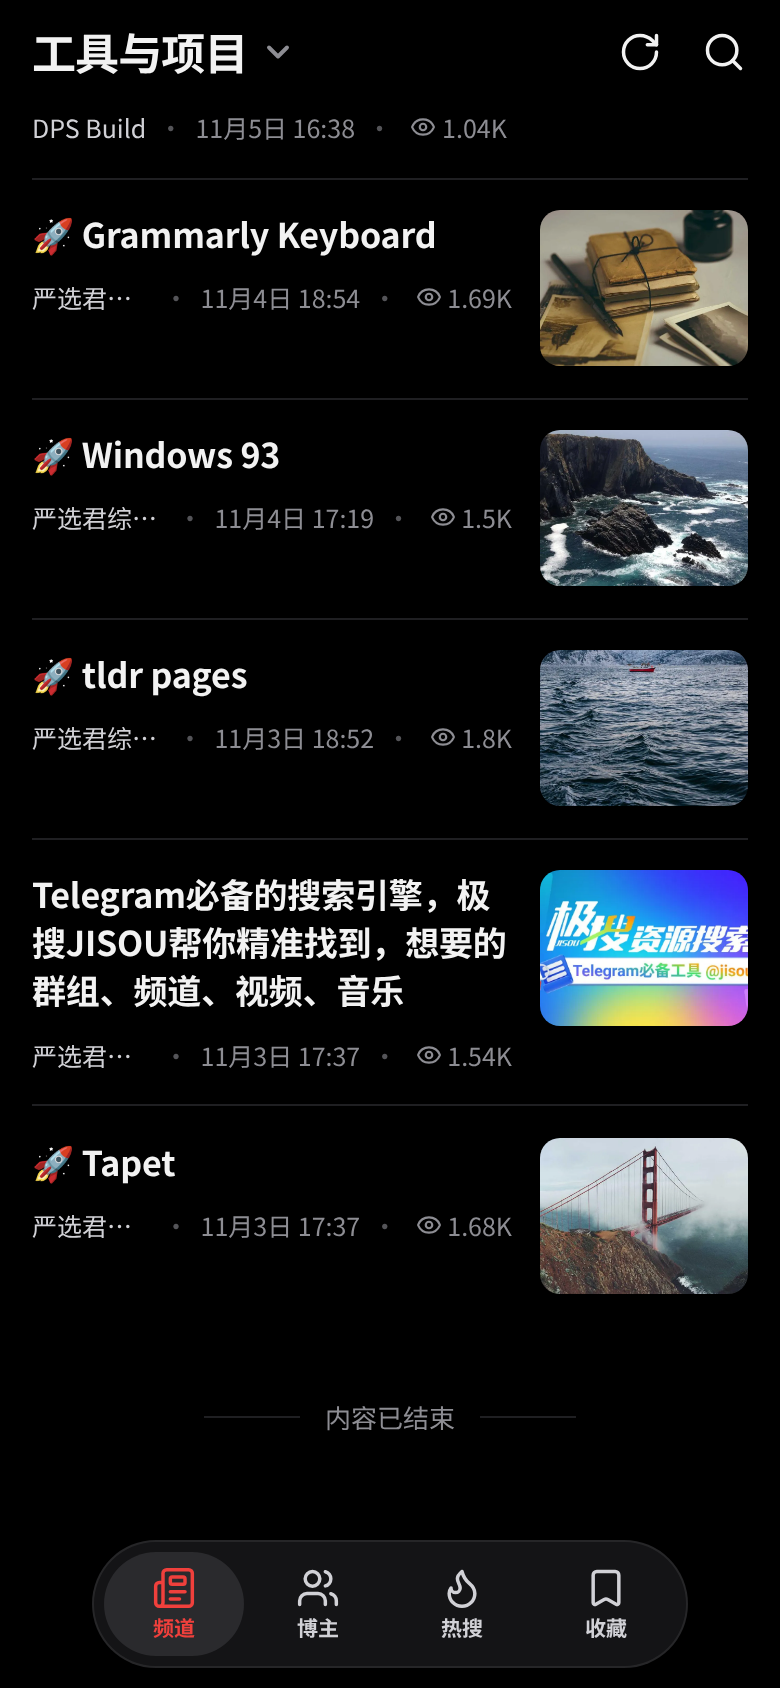 工具与项目
DPS Build • 11月5日 16:38 • 1.04K
🚀 Grammarly Keyboard
严选君… • 11月4日 18:54 • 1.69K
🚀 Windows 93
严选君综… • 11月4日 17:19 • 1.5K
🚀 tldr pages
严选君综… • 11月3日 18:52 • 1.8K
Telegram必备的搜索引擎，极
搜JISOU帮你精准找到，想要的
群组、频道、视频、音乐
极搜资源搜索
JISOU
Telegram必备工具 @jisou
严选君… • 11月3日 17:37 • 1.54K
🚀 Tapet
严选君… • 11月3日 17:37 • 1.68K
内容已结束
频道 博主 热搜 收藏